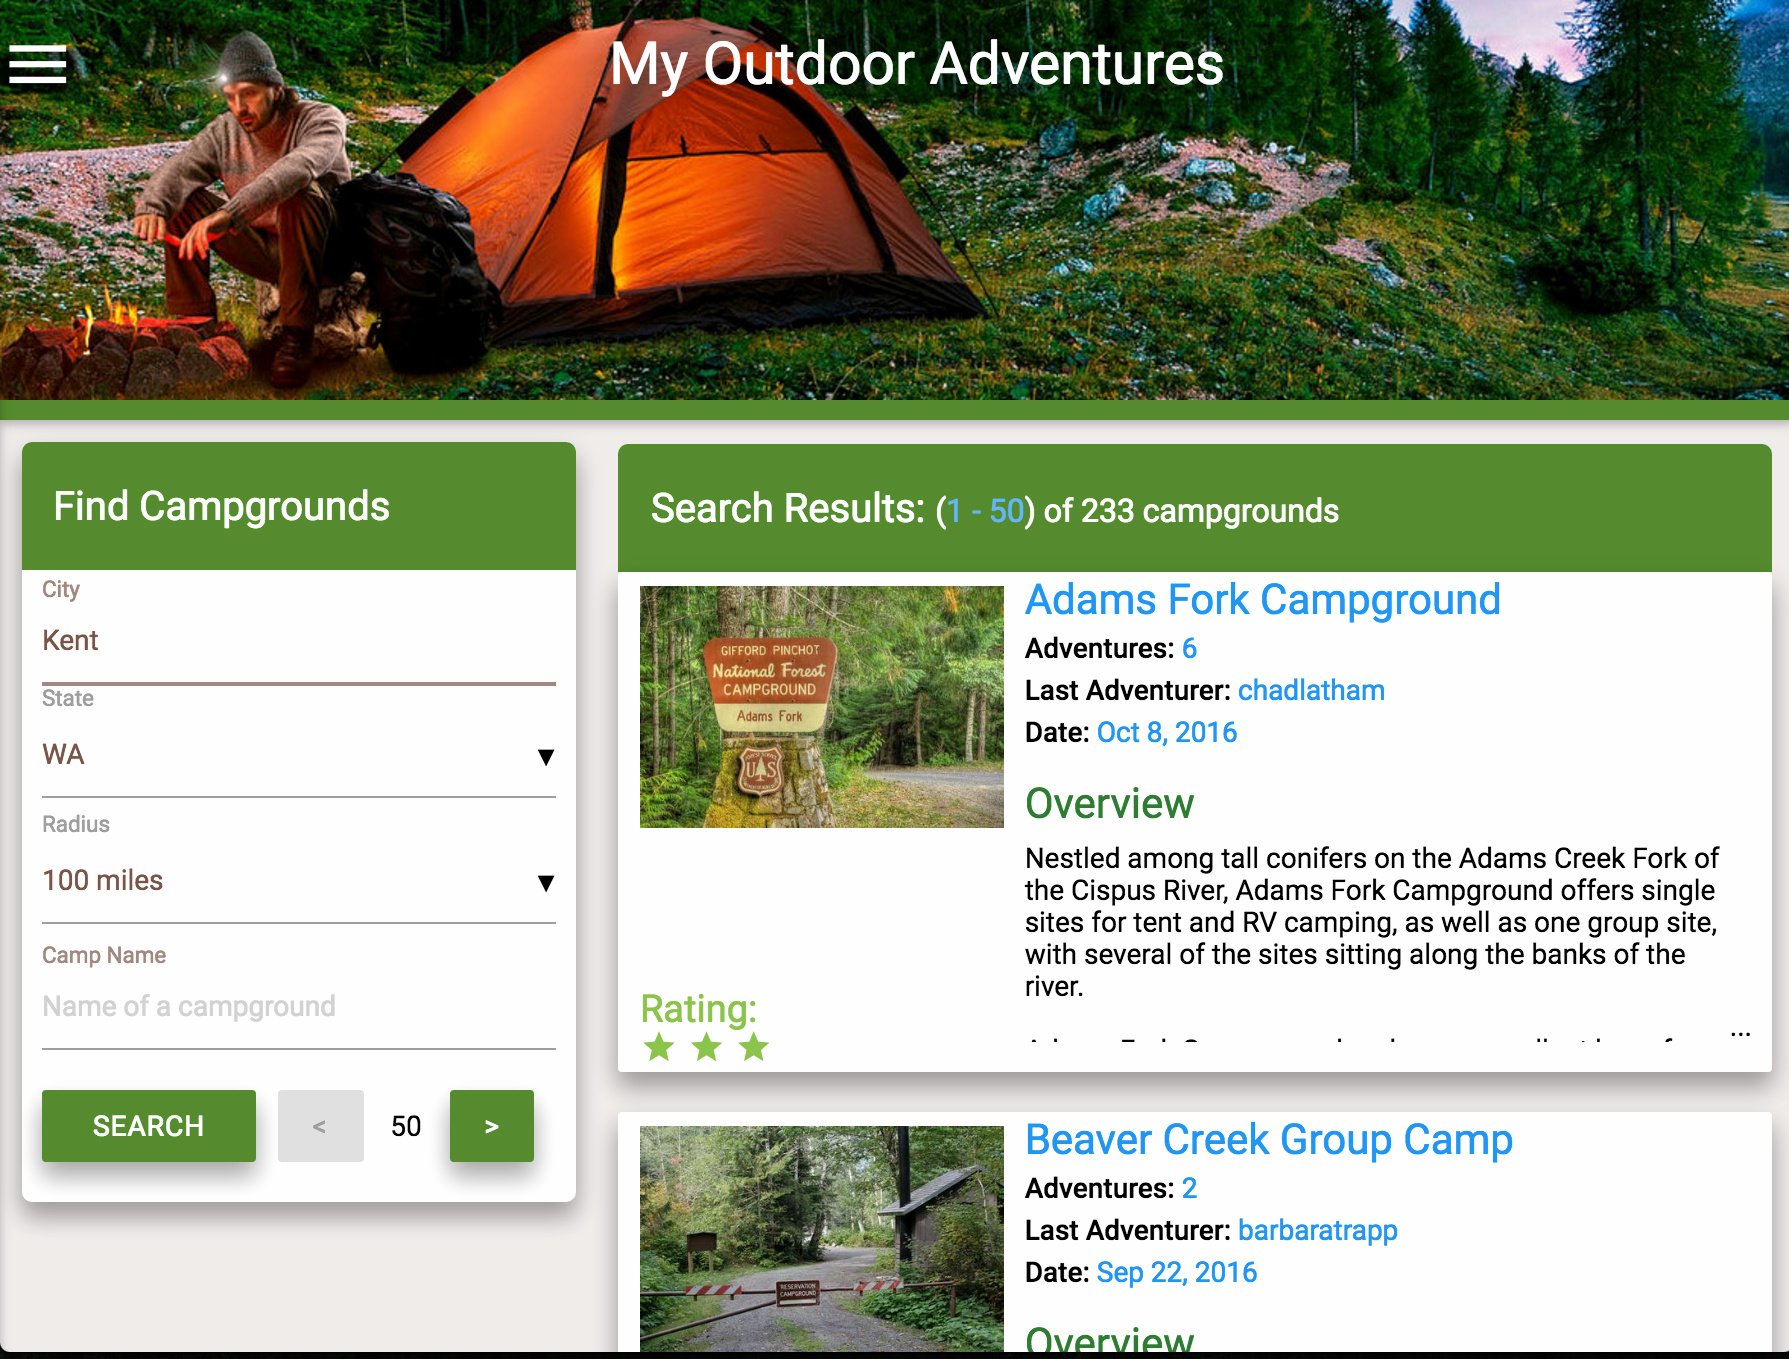 My Outdoor Adventures
Find Campgrounds
City
Kent
State
WA
Radius
100 miles
Camp Name
Name of a campground
SEARCH < 50 >
Search Results: (1 - 50) of 233 campgrounds
GIFFORD PINCHOT
National Forest
CAMPGROUND
Adams Fork
US
Rating:
Adams Fork Campground
Adventures: 6
Last Adventurer: chadlatham
Date: Oct 8, 2016
Overview
Nestled among tall conifers on the Adams Creek Fork of
the Cispus River, Adams Fork Campground offers single
sites for tent and RV camping, as well as one group site,
with several of the sites sitting along the banks of the
river.
...
RESERVATION
CAMPGROUND
Beaver Creek Group Camp
Adventures: 2
Last Adventurer: barbaratrapp
Date: Sep 22, 2016
Overview